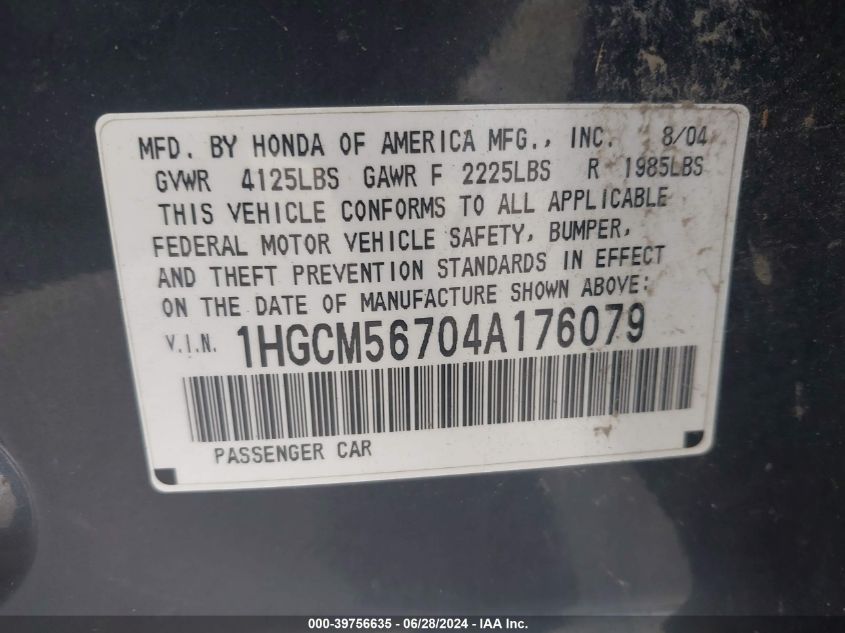 MFD. BY HONDA OF AMERICA MFG., INC. 8/04
GVWR 4125LBS GAWR F 2225LBS R 1985LBS
THIS VEHICLE CONFORMS TO ALL APPLICABLE
FEDERAL MOTOR VEHICLE SAFETY, BUMPER,
AND THEFT PREVENTION STANDARDS IN EFFECT
ON THE DATE OF MANUFACTURE SHOWN ABOVE:
V.I.N. 1HGCM56704A176079
PASSENGER CAR
000-39756635 - 06/28/2024 - IAA Inc.